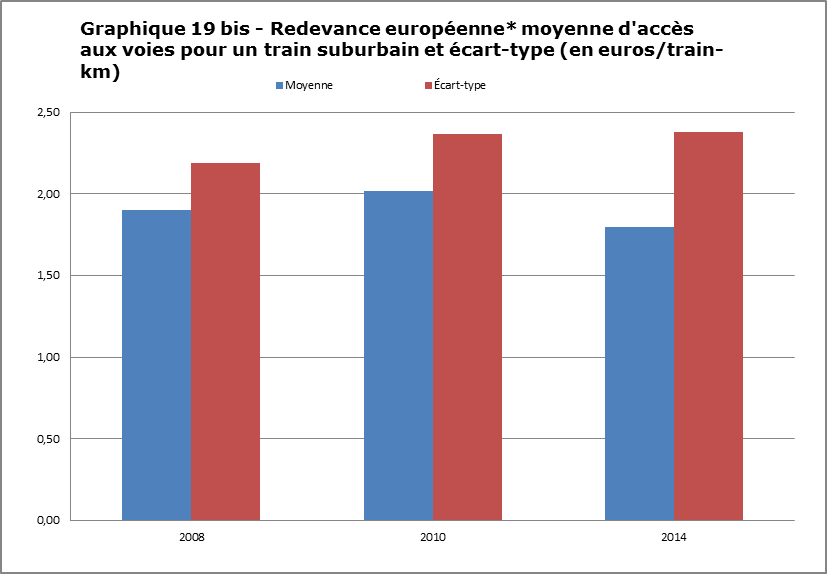 Graphique 19 bis - Redevance européenne* moyenne d'accès
aux voies pour un train suburbain et écart-type (en euros/train-
km)
Moyenne
Écart-type
2,50
2,00
1,50
1,00
0,50
0,00
2008
2010
2014